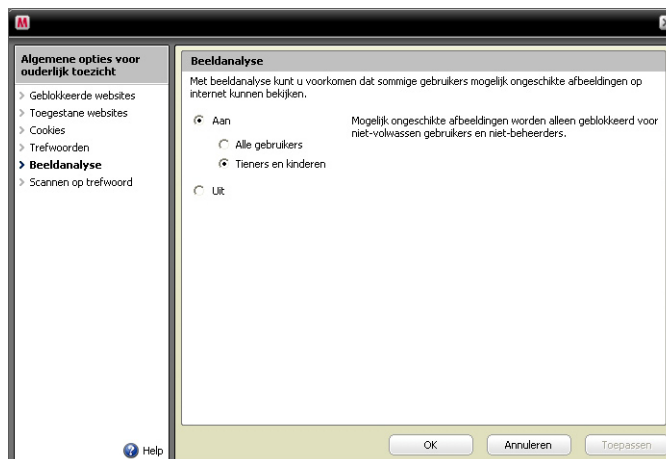 Algemene opties voor
ouderlijk toezicht
Geblokkeerde websites
Toegestane websites
Cookies
Trefwoorden
Beeldanalyse
Scannen op trefwoord
Help
Beeldanalyse
Met beeldanalyse kunt u voorkomen dat sommige gebruikers mogelijk ongeschikte afbeeldingen op
internet kunnen bekijken.
Aan
Alle gebruikers
Tieners en kinderen
Uit
Mogelijk ongeschikte afbeeldingen worden alleen geblokkeerd voor
niet-volwassen gebruikers en niet-beheerders.
OK
Annuleren
Toepassen